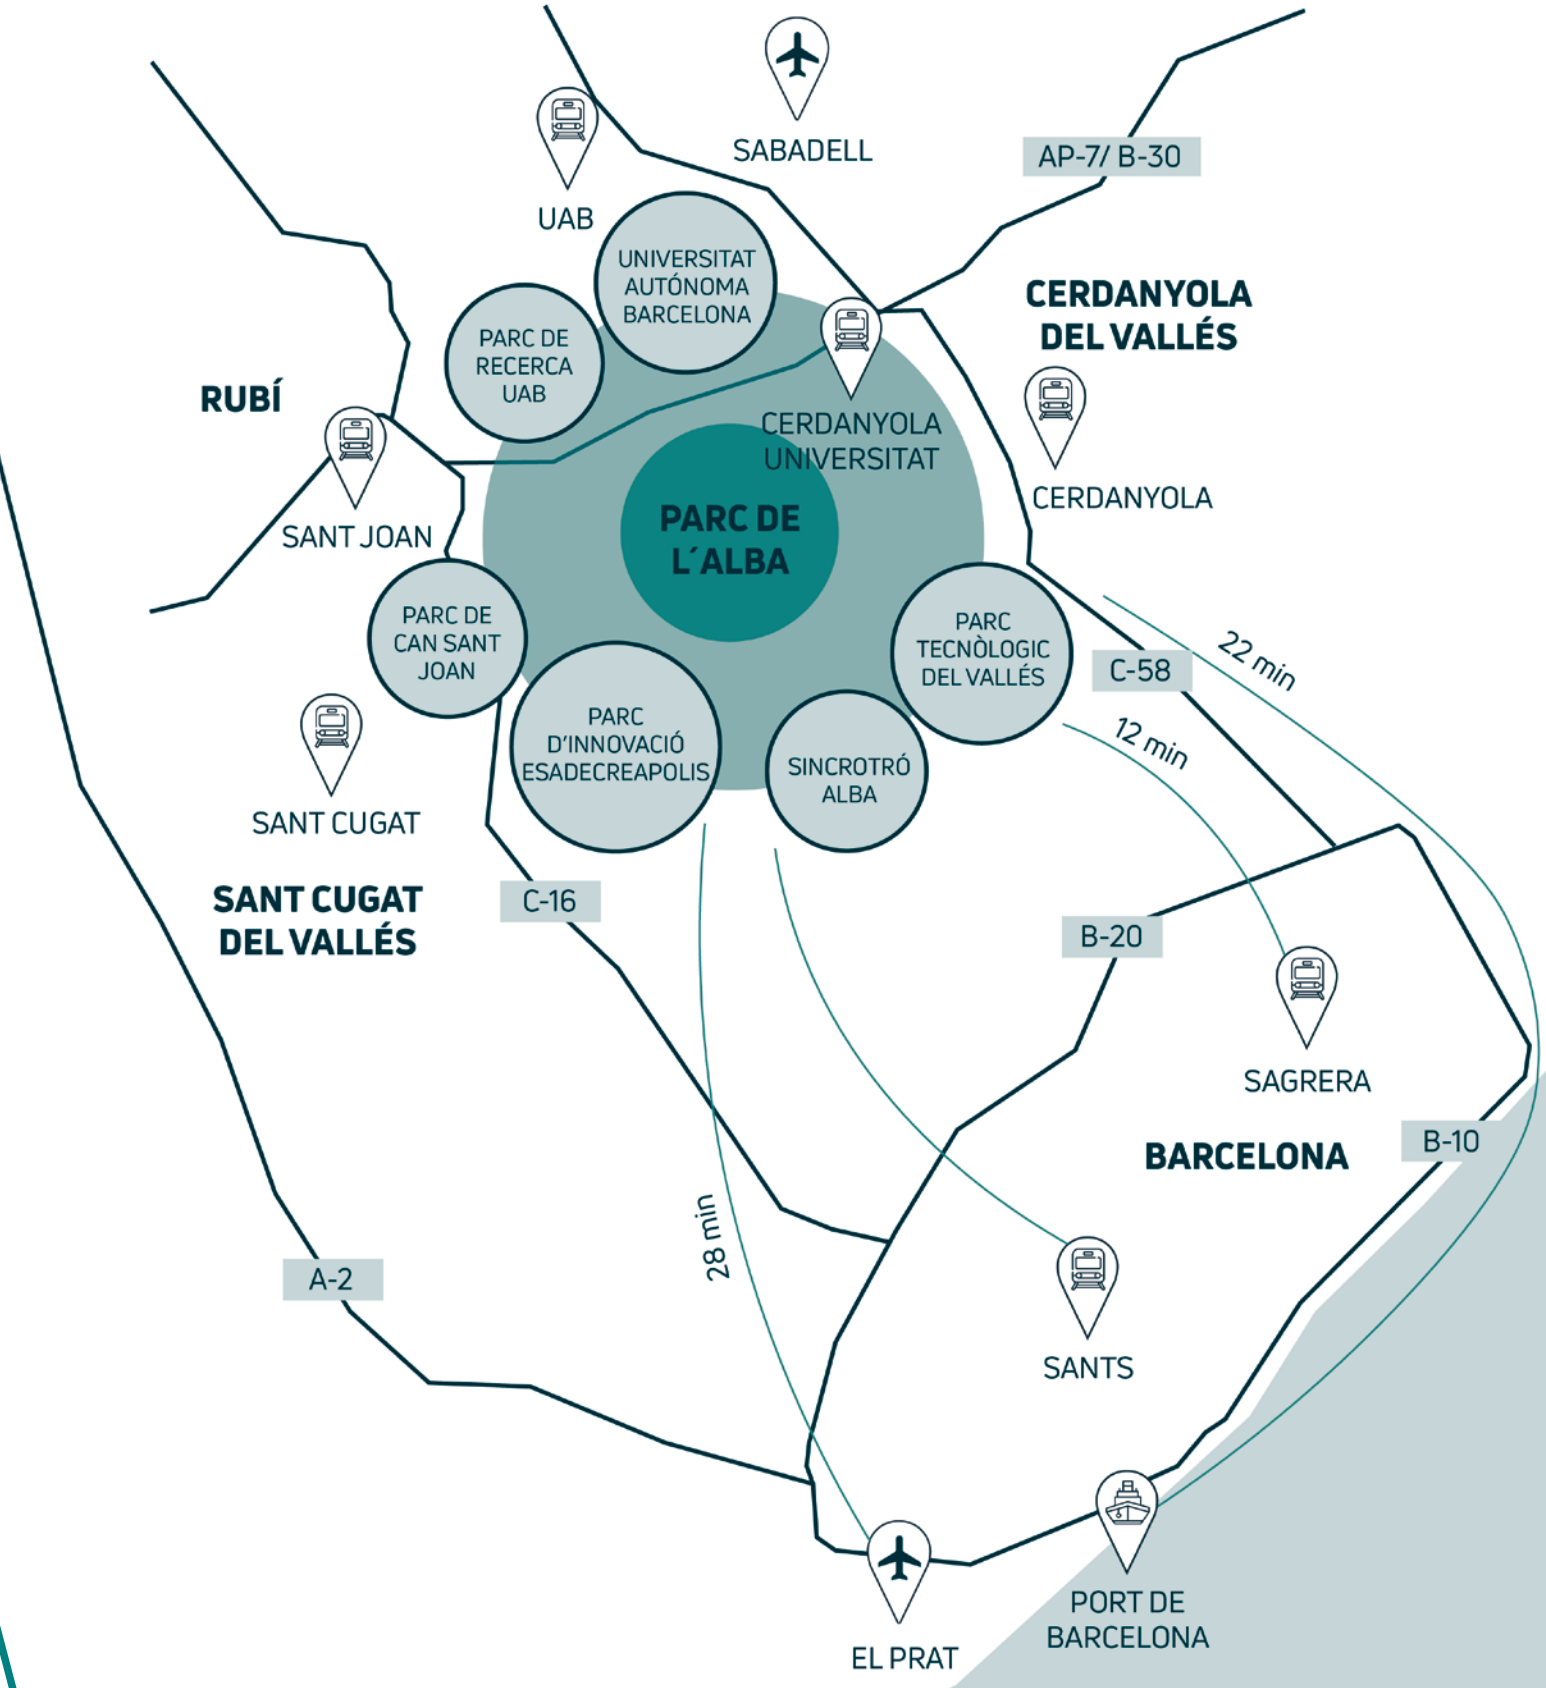 SABADELL
AP-7/ B-30
UAB
UNIVERSITAT
AUTÓNOMA
BARCELONA
CERDANYOLA
DEL VALLÉS
PARC DE
RECERCA
UAB
RUBÍ
CERDANYOLA
UNIVERSITAT
CERDANYOLA
SANT JOAN
PARC DE
L´ALBA
PARC DE
CAN SANT
JOAN
PARC
TECNÒLOGIC
DEL VALLÉS
C-58
22 min
12 min
PARC
D'INNOVACIÓ
ESADECREAPOLIS
SINCROTRÓ
ALBA
SANT CUGAT
SANT CUGAT
DEL VALLÉS
C-16
B-20
SAGRERA
BARCELONA
B-10
28 min
A-2
SANTS
PORT DE
BARCELONA
EL PRAT